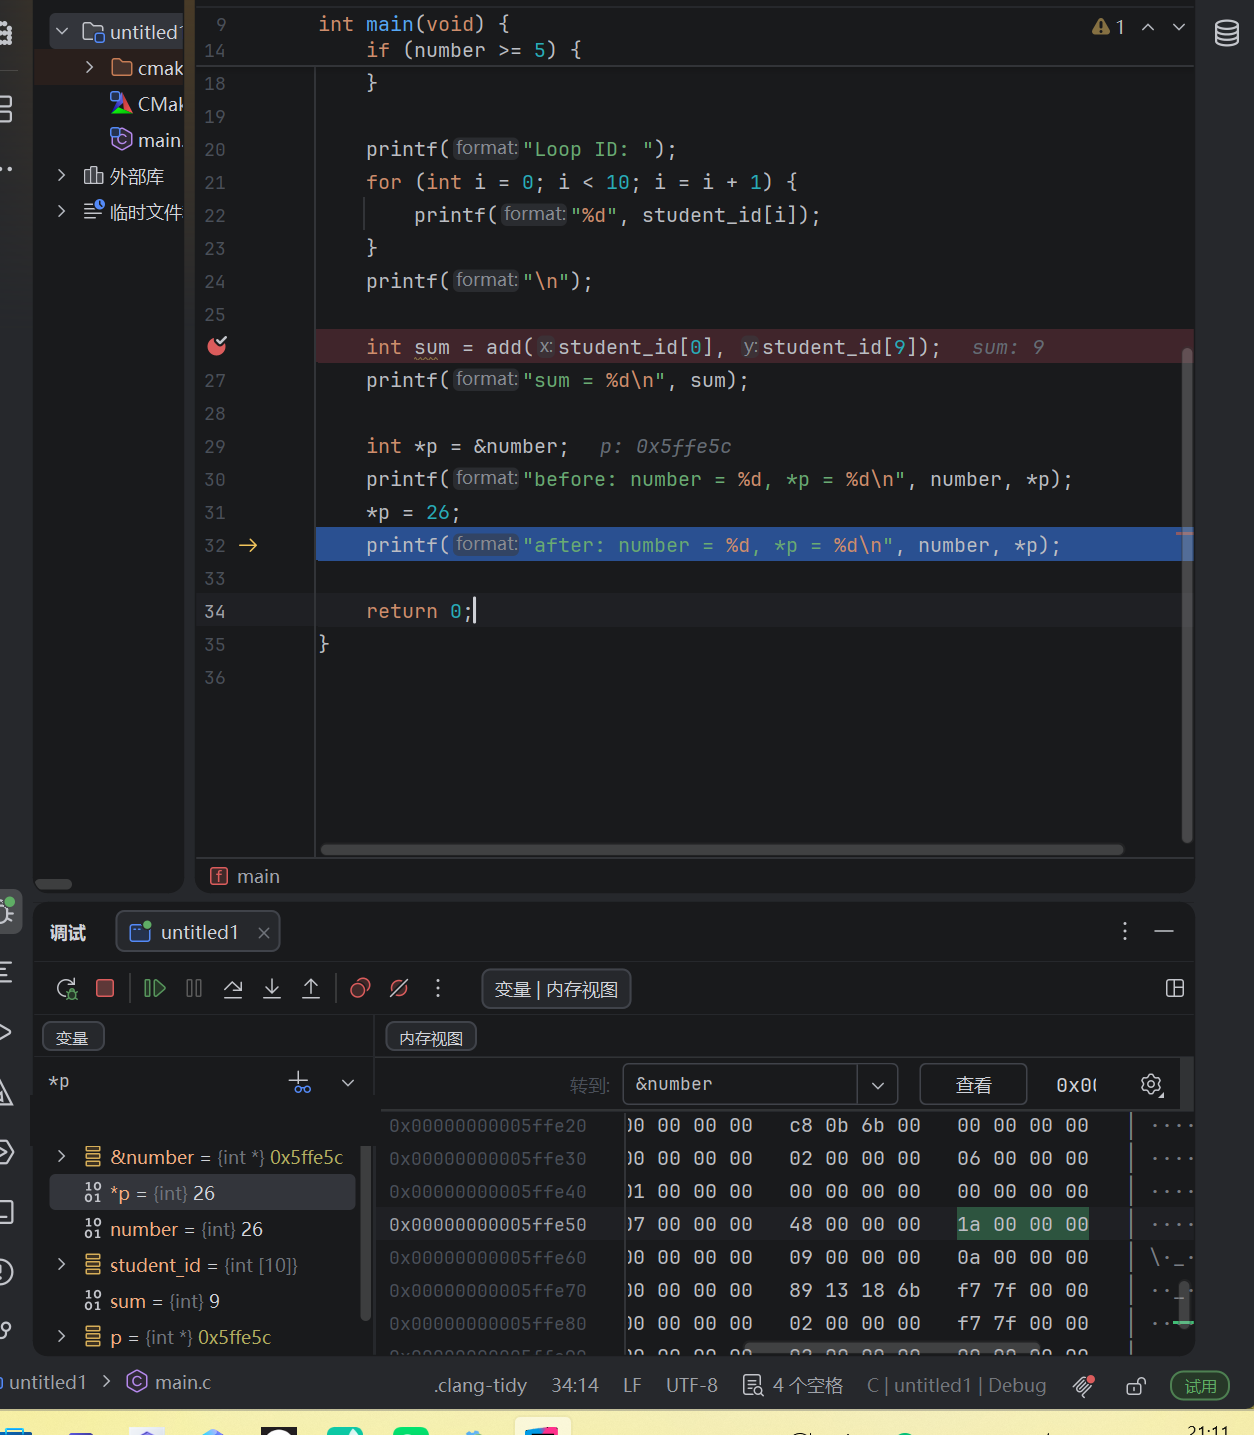 untitled1
cmak
CMak
main.
外部库
临时文件
9 int main(void) {
14 if (number >= 5) {
1
18 }
19
20 printf(format:"Loop ID: ");
21 for (int i = 0; i < 10; i = i + 1) {
22 printf(format:"%d", student_id[i]);
23 }
24 printf(format:"\n");
25
int sum = add(x:student_id[0], y:student_id[9]); sum: 9
27 printf(format:"sum = %d\n", sum);
28
29 int *p = &number; p: 0x5ffe5c
30 printf(format:"before: number = %d, *p = %d\n", number, *p);
31 *p = 26;
32 printf(format:"after: number = %d, *p = %d\n", number, *p);
33
34 return 0;
35 }
36
f main
调试 untitled1
变量 | 内存视图
变量
*p
&number = {int *} 0x5ffe5c
*p = {int} 26
number = {int} 26
student_id = {int [10]}
sum = {int} 9
p = {int *} 0x5ffe5c
内存视图
转到: &number 查看 0x00
0x00000000005ffe20 00 00 00 00 c8 0b 6b 00 00 00 00 00 ····
0x00000000005ffe30 00 00 00 00 02 00 00 00 06 00 00 00 ····
0x00000000005ffe40 01 00 00 00 00 00 00 00 00 00 00 00 ····
0x00000000005ffe50 07 00 00 00 48 00 00 00 1a 00 00 00 ····
0x00000000005ffe60 00 00 00 00 09 00 00 00 0a 00 00 00 \·_·
0x00000000005ffe70 00 00 00 00 89 13 18 6b f7 7f 00 00 ··_·
0x00000000005ffe80 00 00 00 00 02 00 00 00 f7 7f 00 00
untitled1 > main.c
.clang-tidy 34:14 LF UTF-8 4 个空格 C | untitled1 | Debug 试用
21:11